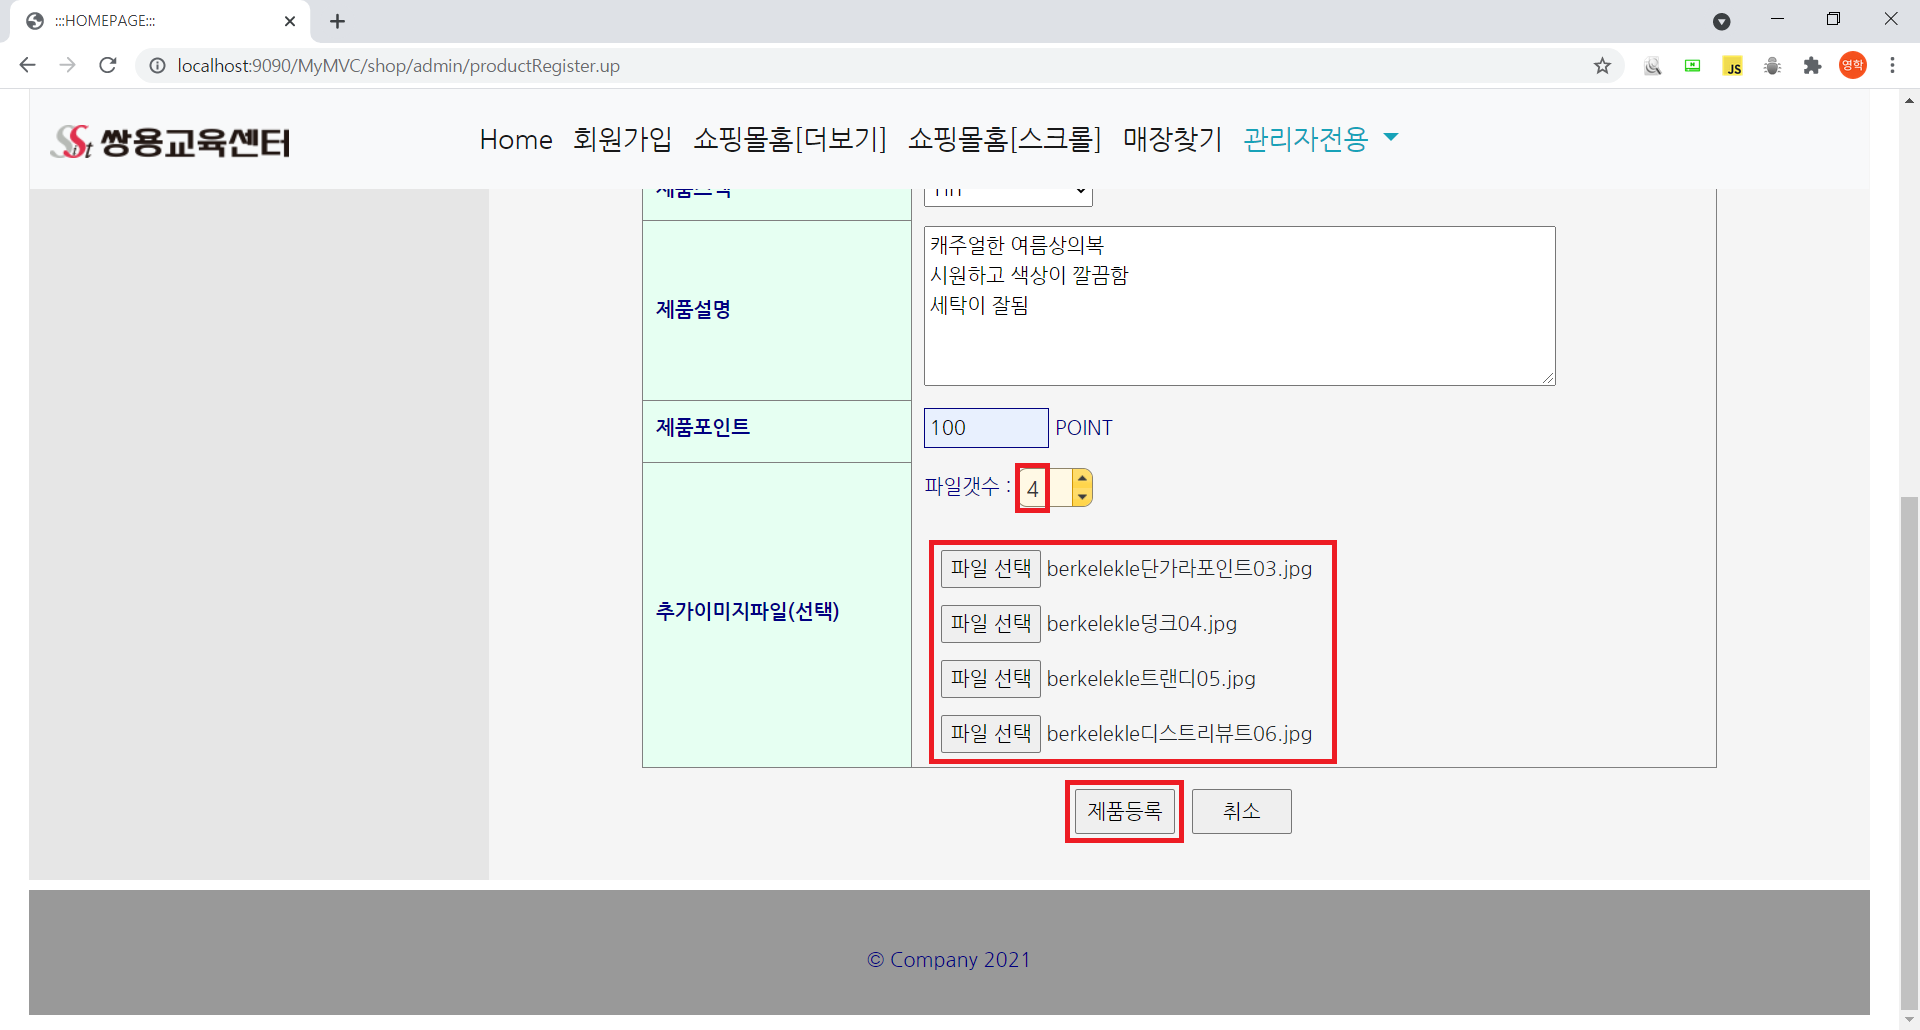 :::HOMEPAGE:::
localhost:9090/MyMVC/shop/admin/productRegister.up
JS
영학
SSist 쌍용교육센터
Home 회원가입 쇼핑몰홈[더보기] 쇼핑몰홈[스크롤] 매장찾기 관리자전용
제품스펙
HIT
제품설명
캐주얼한 여름상의복
시원하고 색상이 깔끔함
세탁이 잘됨
제품포인트
100 POINT
파일갯수 : 4
추가이미지파일(선택)
파일 선택 berkelekle단가라포인트03.jpg
파일 선택 berkelekle덩크04.jpg
파일 선택 berkelekle트랜디05.jpg
파일 선택 berkelekle디스트리뷰트06.jpg
제품등록 취소
© Company 2021